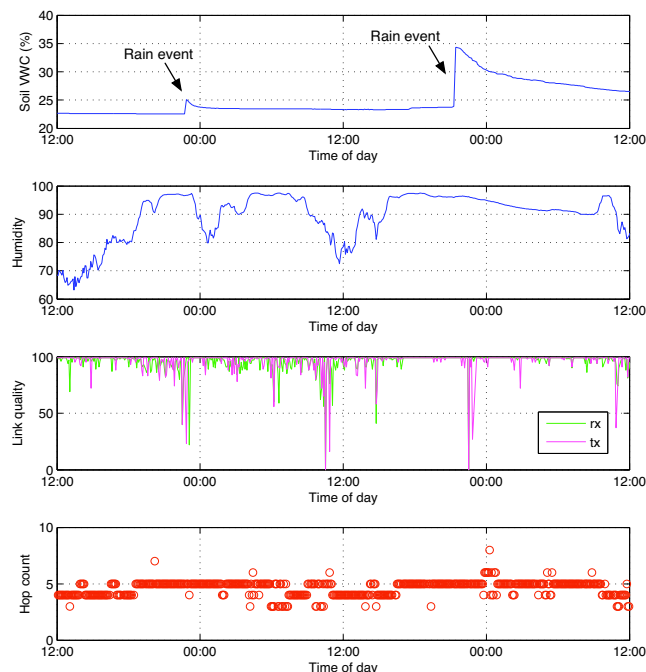 40
35
30
25
20
Soil VWC (%)
Rain event
Rain event
12:00 00:00 12:00 00:00 12:00
Time of day
100
90
80
70
60
Humidity
12:00 00:00 12:00 00:00 12:00
Time of day
100
50
0
Link quality
rx
tx
12:00 00:00 12:00 00:00 12:00
Time of day
10
5
0
Hop count
12:00 00:00 12:00 00:00 12:00
Time of day